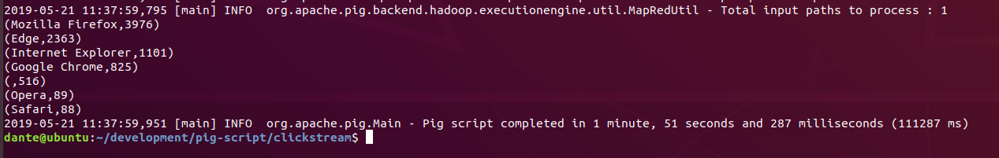 2019-05-21 11:37:59,795 [main] INFO  org.apache.pig.backend.hadoop.executionengine.util.MapRedUtil - Total input paths to process : 1
(Mozilla Firefox,3976)
(Edge,2363)
(Internet Explorer,1101)
(Google Chrome,825)
(,516)
(Opera,89)
(Safari,88)
2019-05-21 11:37:59,951 [main] INFO  org.apache.pig.Main - Pig script completed in 1 minute, 51 seconds and 287 milliseconds (111287 ms)
dante@ubuntu:~/development/pig-script/clickstream$